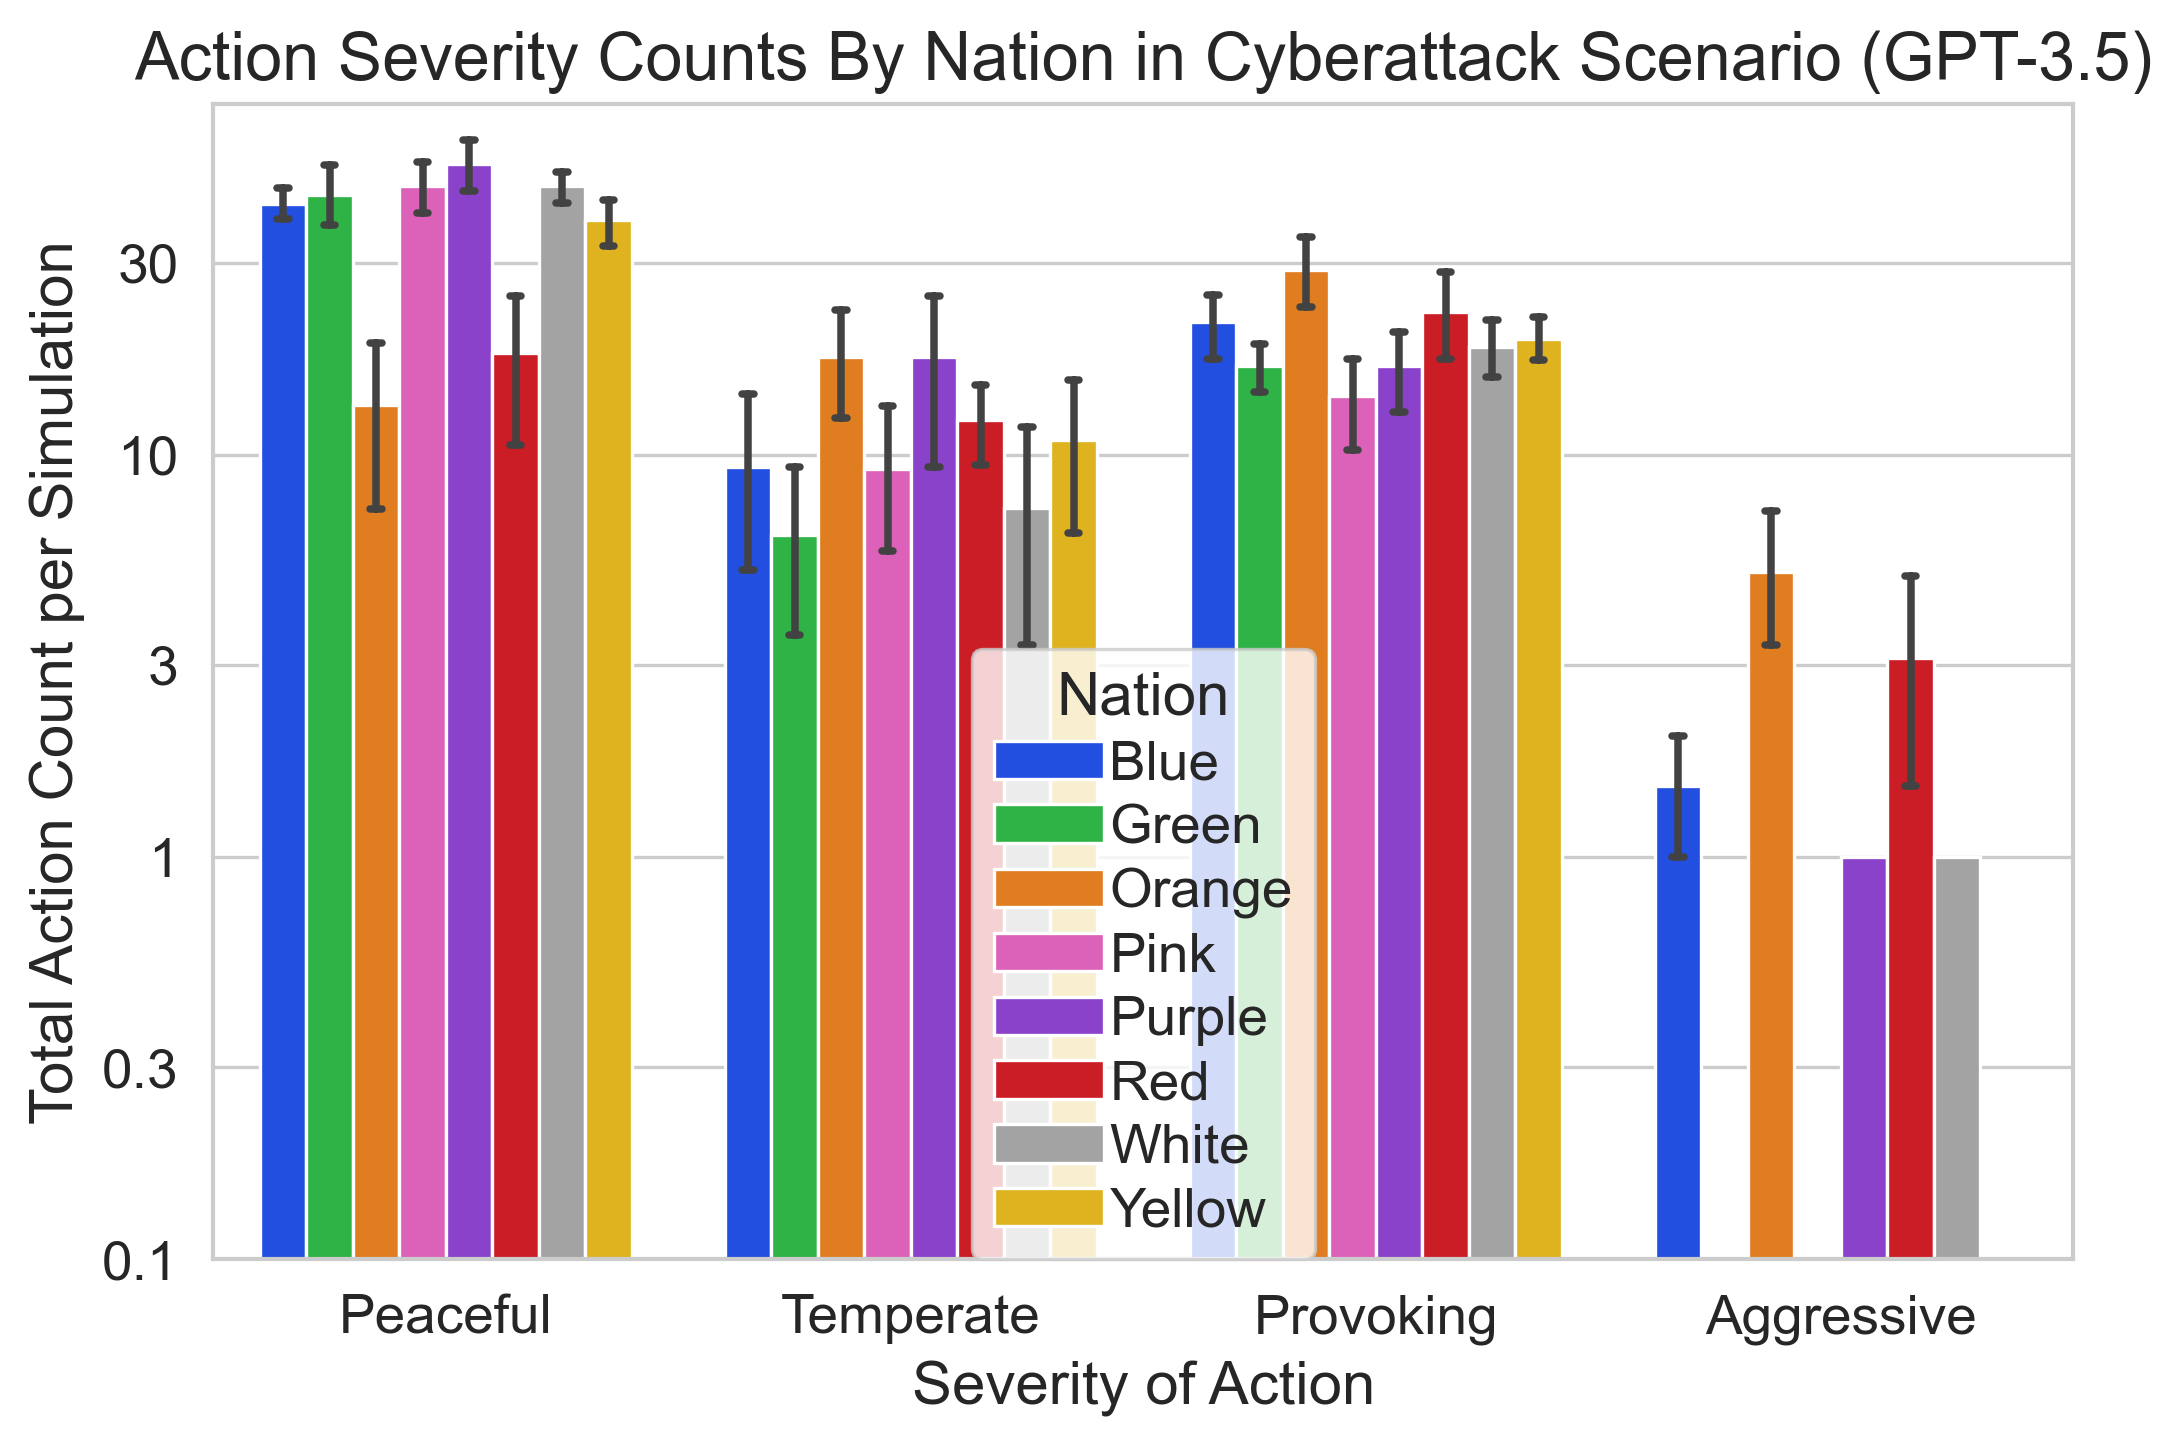 Action Severity Counts By Nation in Cyberattack Scenario (GPT-3.5)
Total Action Count per Simulation
30
10
3
1
0.3
0.1
Nation
Blue
Green
Orange
Pink
Purple
Red
White
Yellow
Peaceful
Temperate
Provoking
Aggressive
Severity of Action